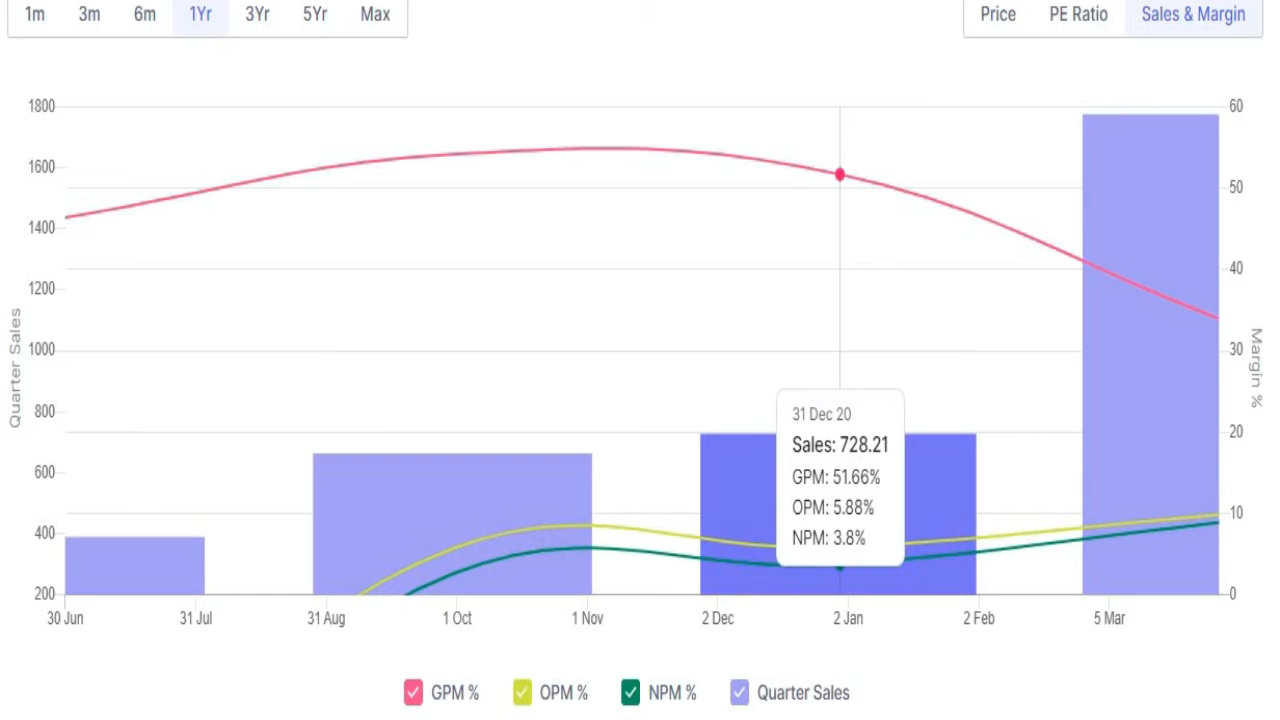 1m 3m 6m 1Yr 3Yr 5Yr Max Price PE Ratio Sales & Margin
1800 60
1600
50
1400
40
1200
1000 30
Quarter Sales
Margin %
800
20
600
400
10
200 0
31 Dec 20
Sales: 728.21
GPM: 51.66%
OPM: 5.88%
NPM: 3.8%
30 Jun 31 Jul 31 Aug 1 Oct 1 Nov 2 Dec 2 Jan 2 Feb 5 Mar
GPM % OPM % NPM % Quarter Sales